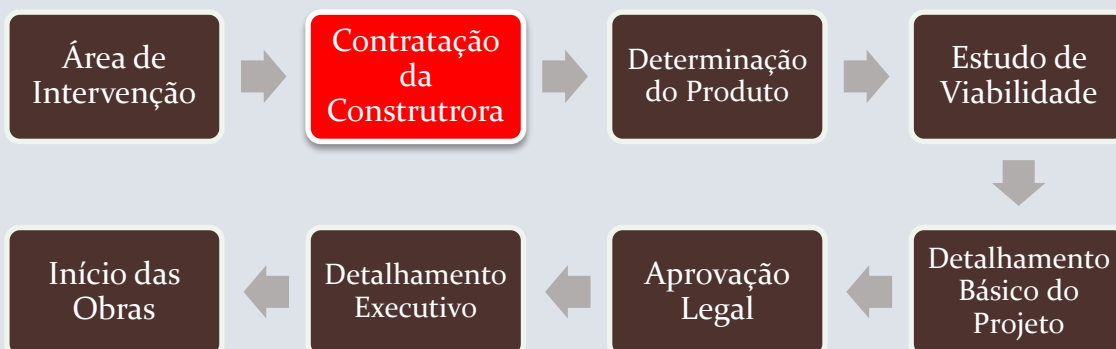 Área de
Intervenção
Contratação
da
Construtrora
Determinação
do Produto
Estudo de
Viabilidade
Detalhamento
Básico do
Projeto
Aprovação
Legal
Detalhamento
Executivo
Início das
Obras